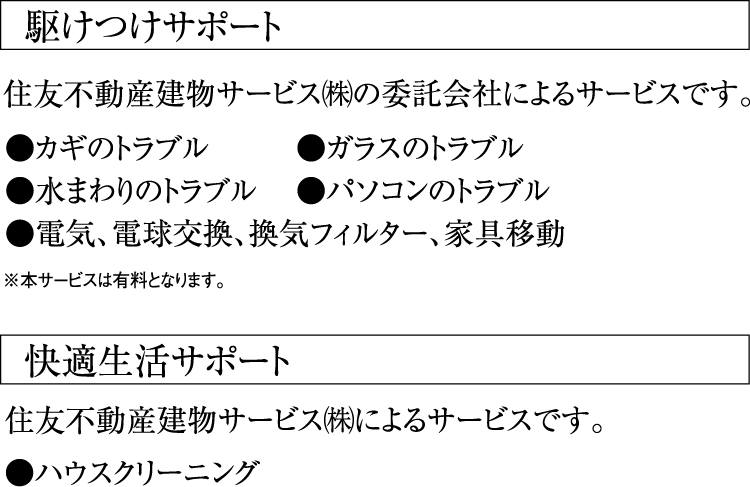 駆けつけサポート
住友不動産建物サービス㈱の委託会社によるサービスです。
●カギのトラブル ●ガラスのトラブル
●水まわりのトラブル ●パソコンのトラブル
●電気、電球交換、換気フィルター、家具移動
※本サービスは有料となります。
快適生活サポート
住友不動産建物サービス㈱によるサービスです。
●ハウスクリーニング